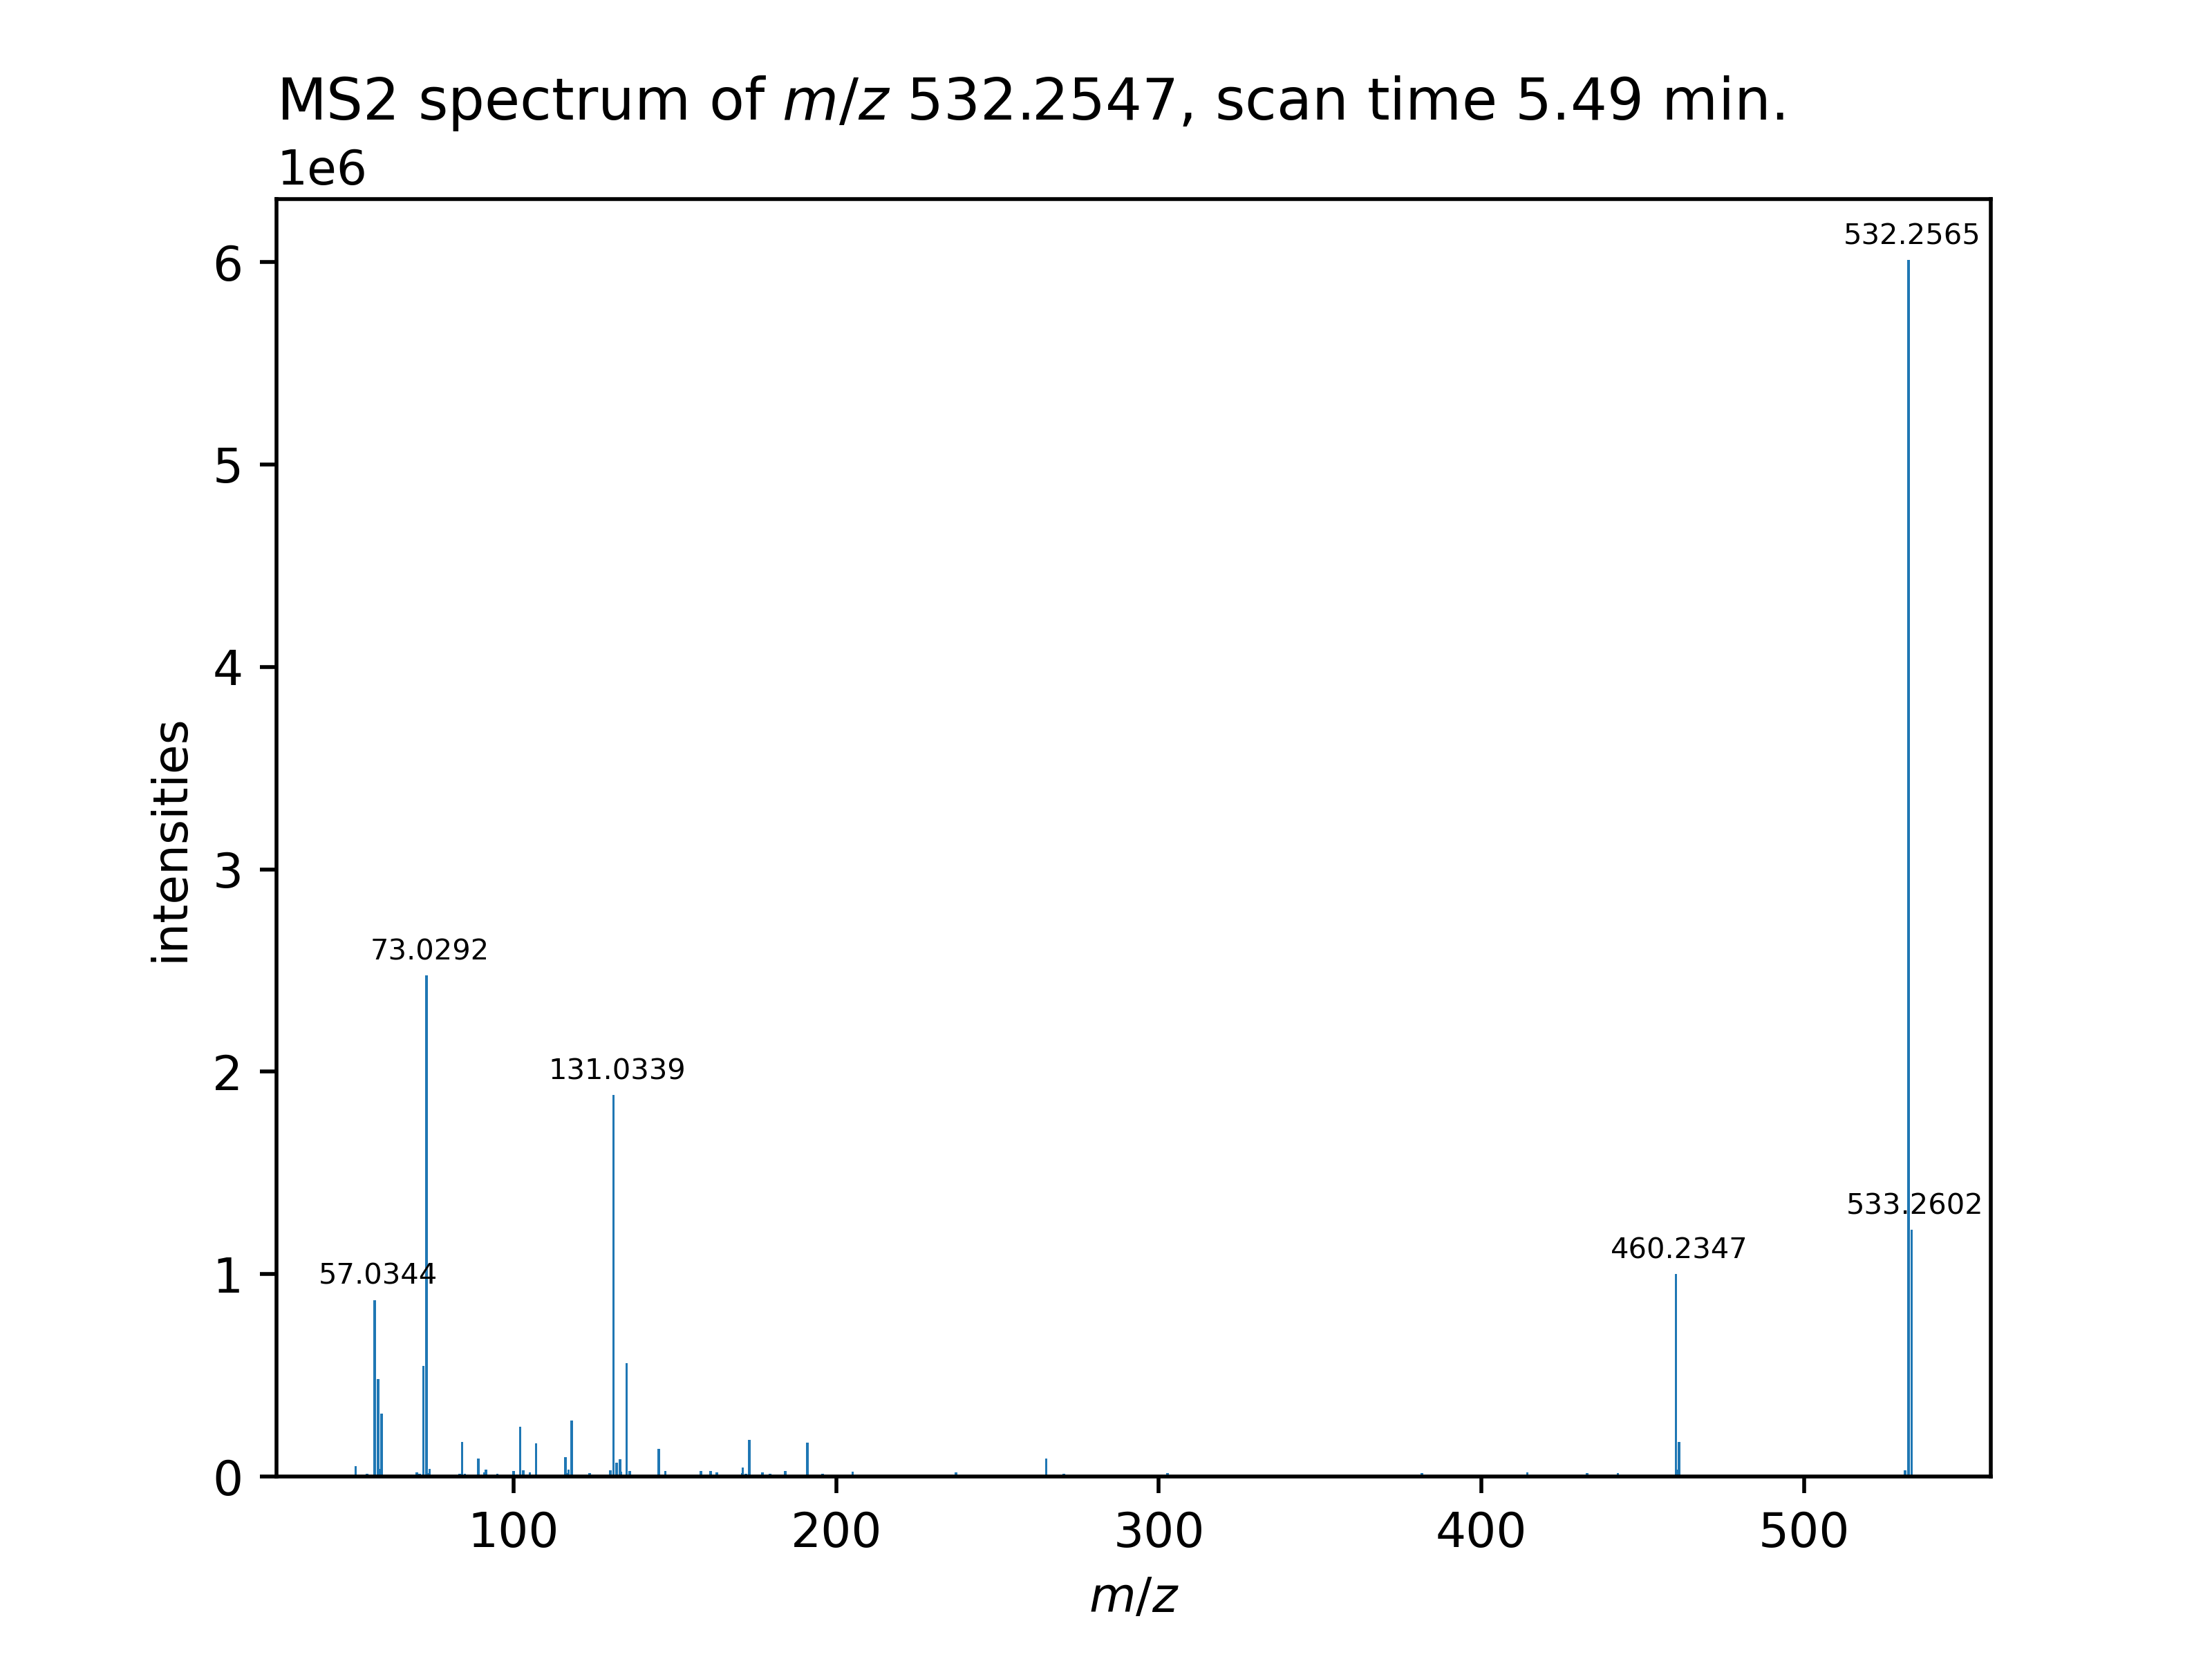 MS2 spectrum of m/z 532.2547, scan time 5.49 min.
1e6
532.2565
6
5
4
3
73.0292
2
131.0339
533.2602
460.2347
57.0344
1
0
100 200 300 400 500
m/z
intensities